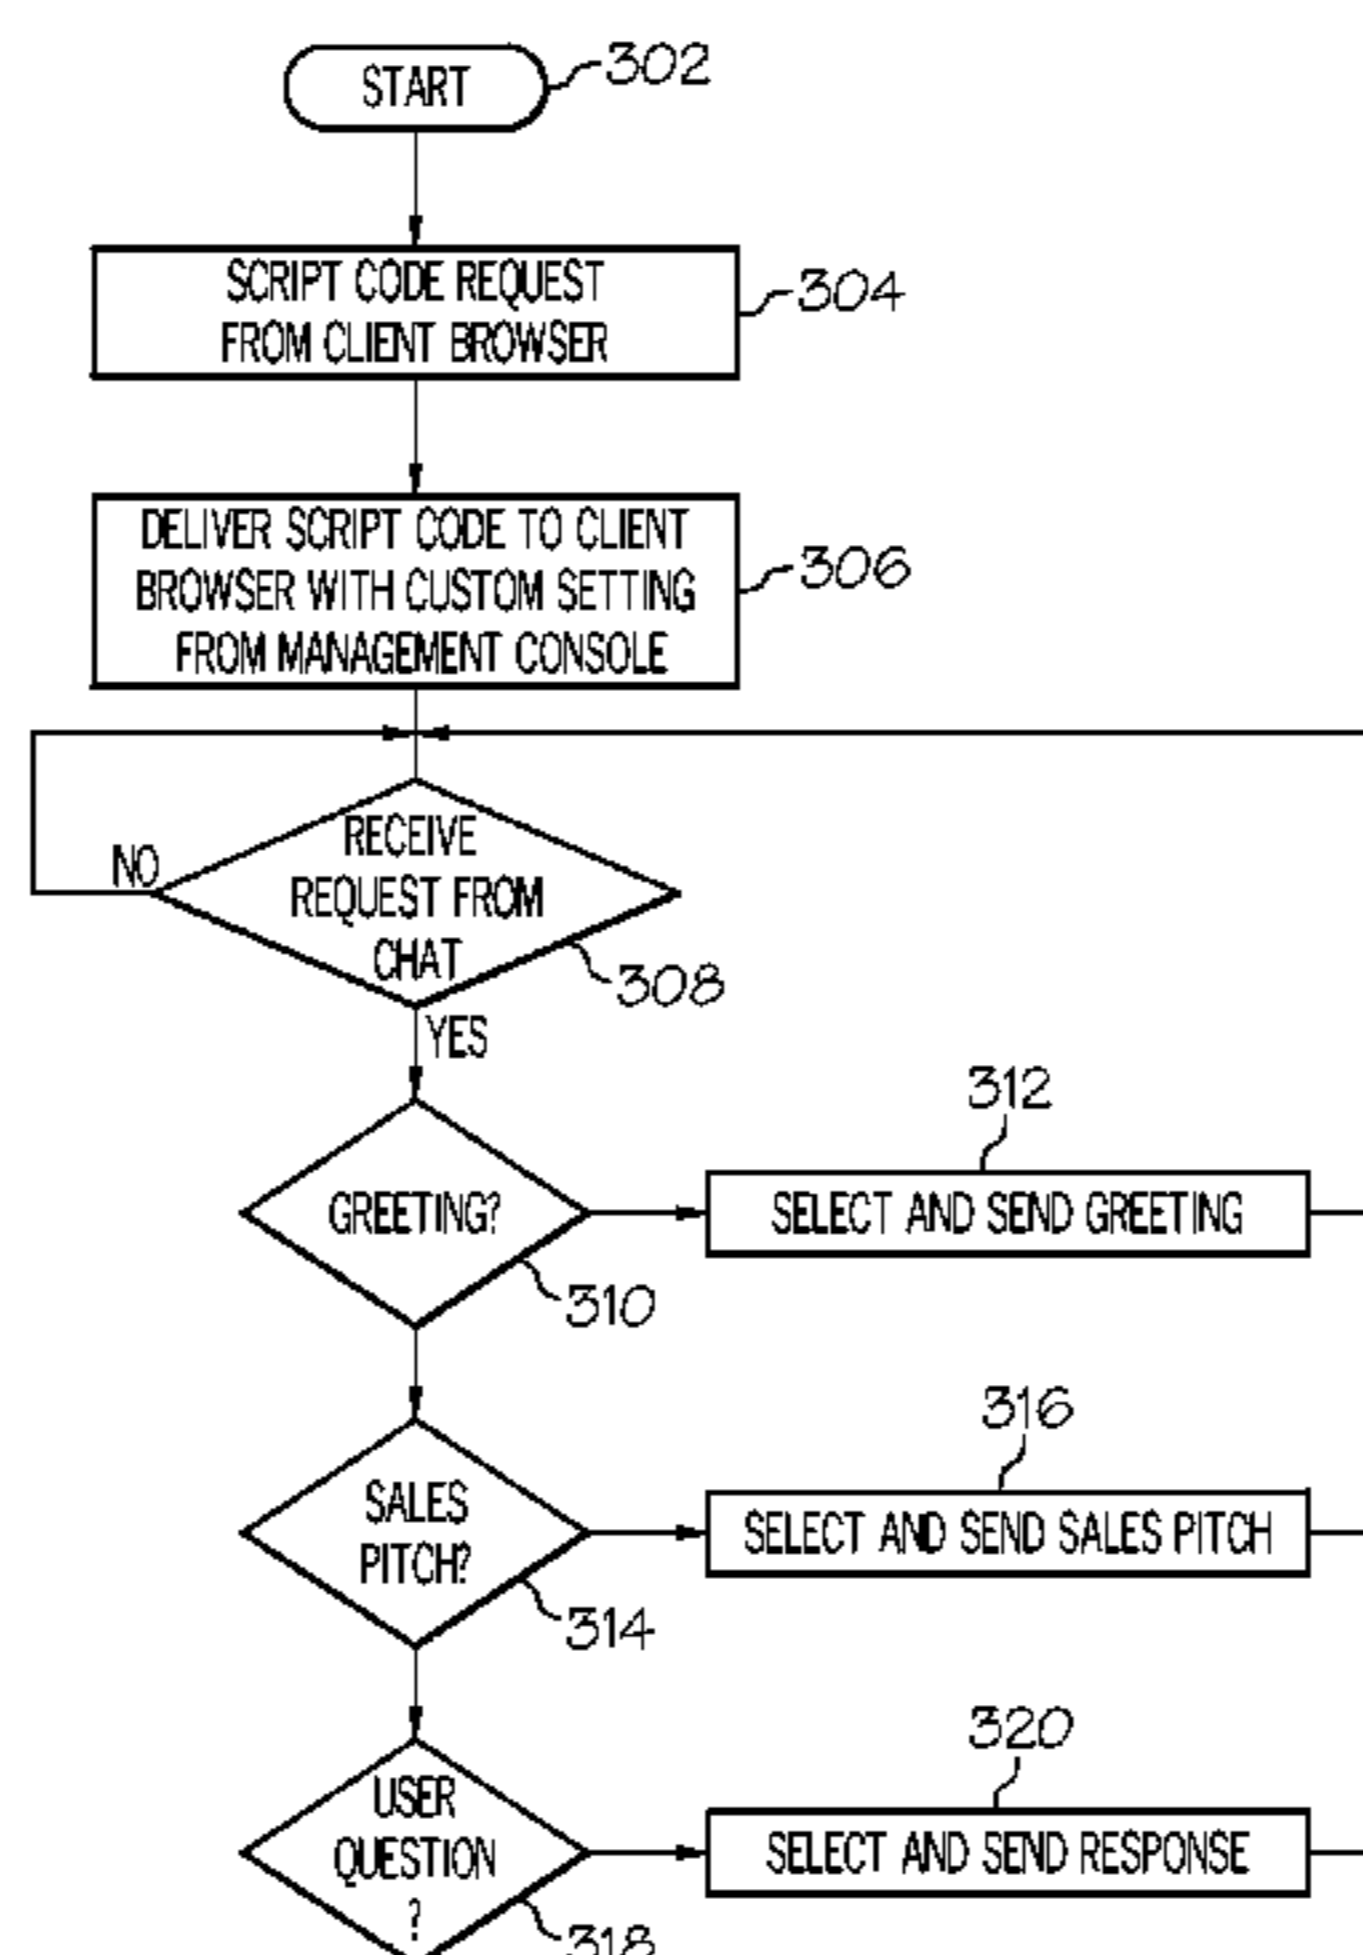 START
302
SCRIPT CODE REQUEST
FROM CLIENT BROWSER
304
DELIVER SCRIPT CODE TO CLIENT
BROWSER WITH CUSTOM SETTING
FROM MANAGEMENT CONSOLE
306
NO
RECEIVE
REQUEST FROM
CHAT
308
YES
312
GREETING?
SELECT AND SEND GREETING
310
316
SALES
PITCH?
SELECT AND SEND SALES PITCH
314
320
USER
QUESTION
?
SELECT AND SEND RESPONSE
318